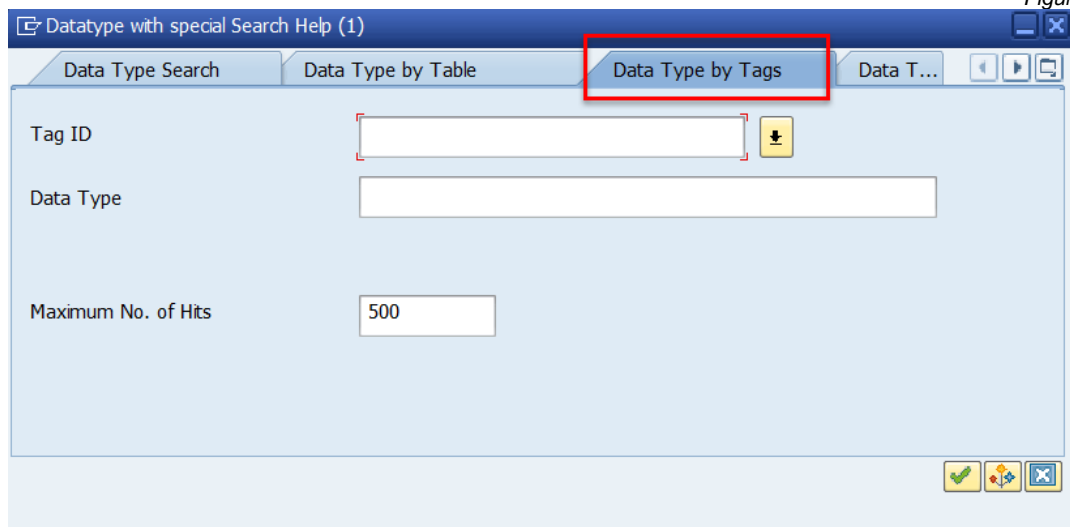 Datatype with special Search Help (1)
Data Type Search Data Type by Table Data Type by Tags Data T...
Tag ID
Data Type
Maximum No. of Hits 500